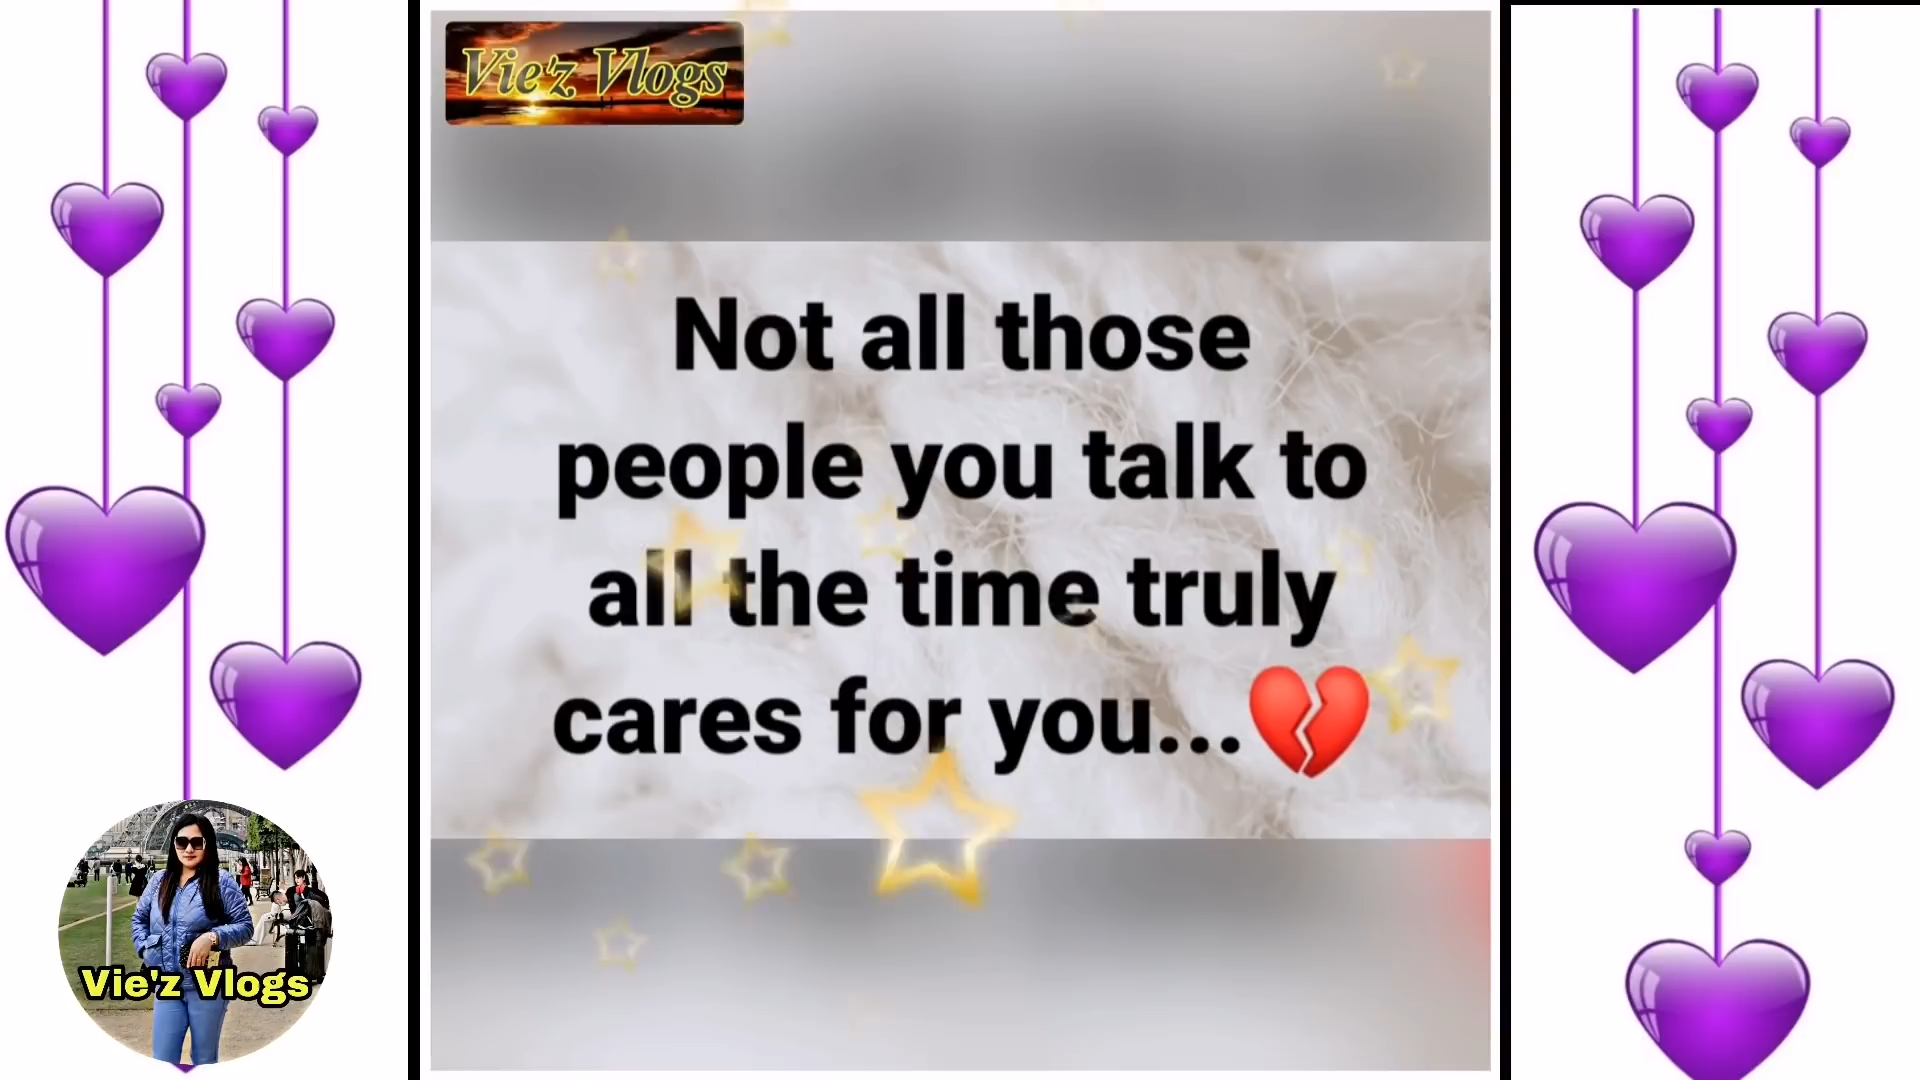 Vie'z Vlogs
Not all those
people you talk to
all the time truly
cares for you...💔
Vie'z Vlogs